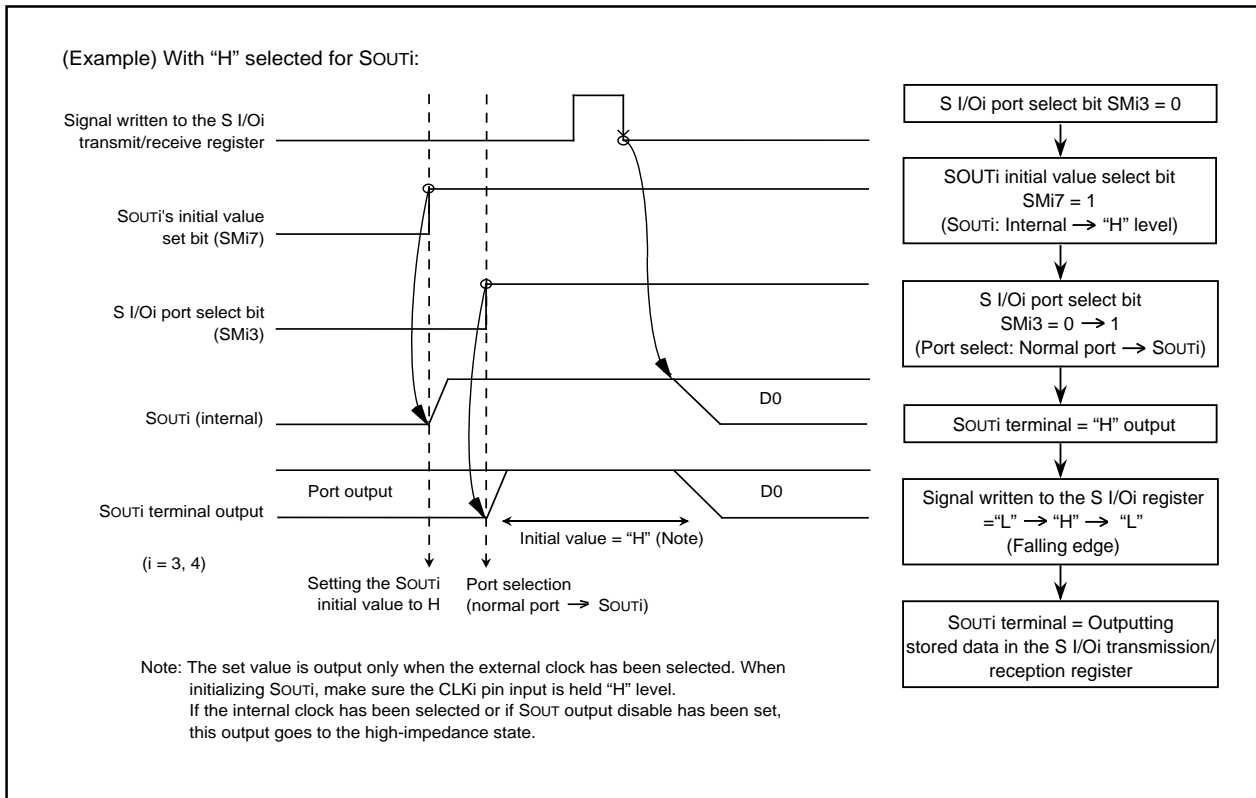 (Example) With “H” selected for SOUTi:
Signal written to the S I/Oi
transmit/receive register
SOUTi's initial value
set bit (SMi7)
S I/Oi port select bit
(SMi3)
SOUTi (internal)
D0
Port output
D0
SOUTi terminal output
Initial value = “H” (Note)
(i = 3, 4)
Setting the SOUTi
initial value to H
Port selection
(normal port → SOUTi)
Note: The set value is output only when the external clock has been selected. When
initializing SOUTi, make sure the CLKi pin input is held “H” level.
If the internal clock has been selected or if SOUT output disable has been set,
this output goes to the high-impedance state.
S I/Oi port select bit SMi3 = 0
SOUTi initial value select bit
SMi7 = 1
(SOUTi: Internal → “H” level)
S I/Oi port select bit
SMi3 = 0 → 1
(Port select: Normal port → SOUTi)
SOUTi terminal = “H” output
Signal written to the S I/Oi register
=“L” → “H” → “L”
(Falling edge)
SOUTi terminal = Outputting
stored data in the S I/Oi transmission/
reception register